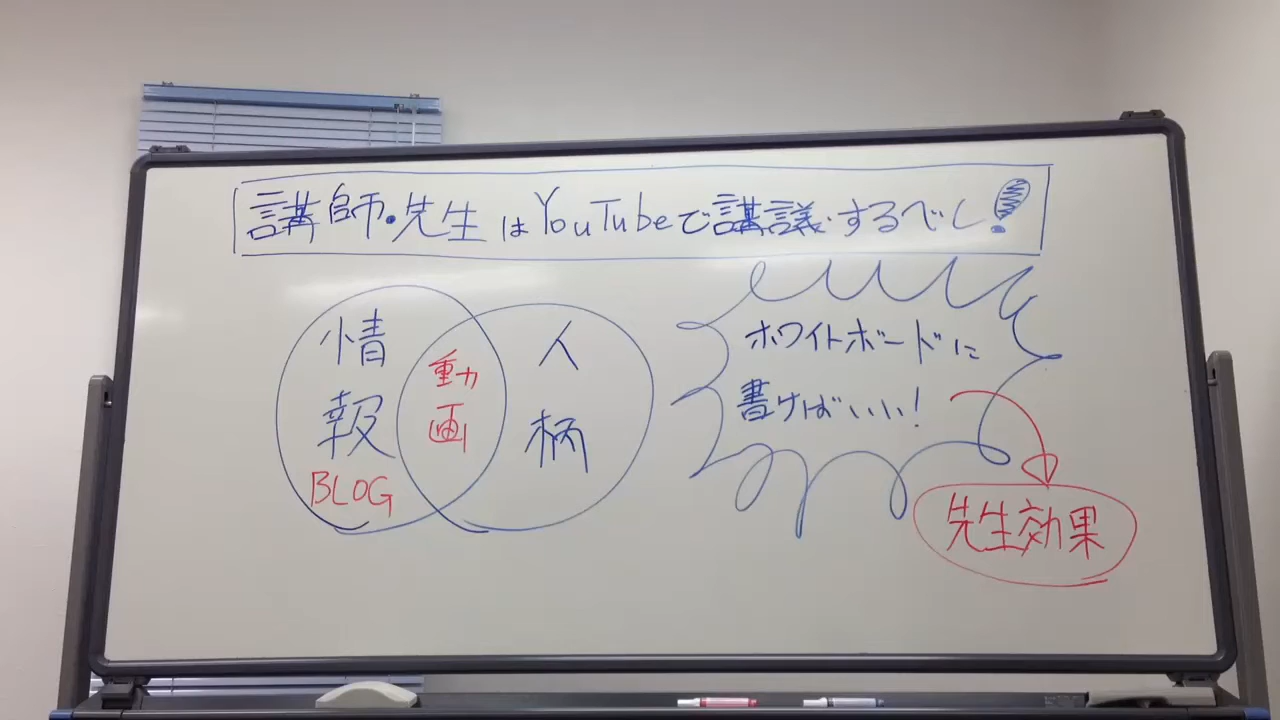 講師・先生はYouTubeで講議するべし!
情報
BLOG
動画
人柄
ホワイトボードに
書けばいい!
先生効果